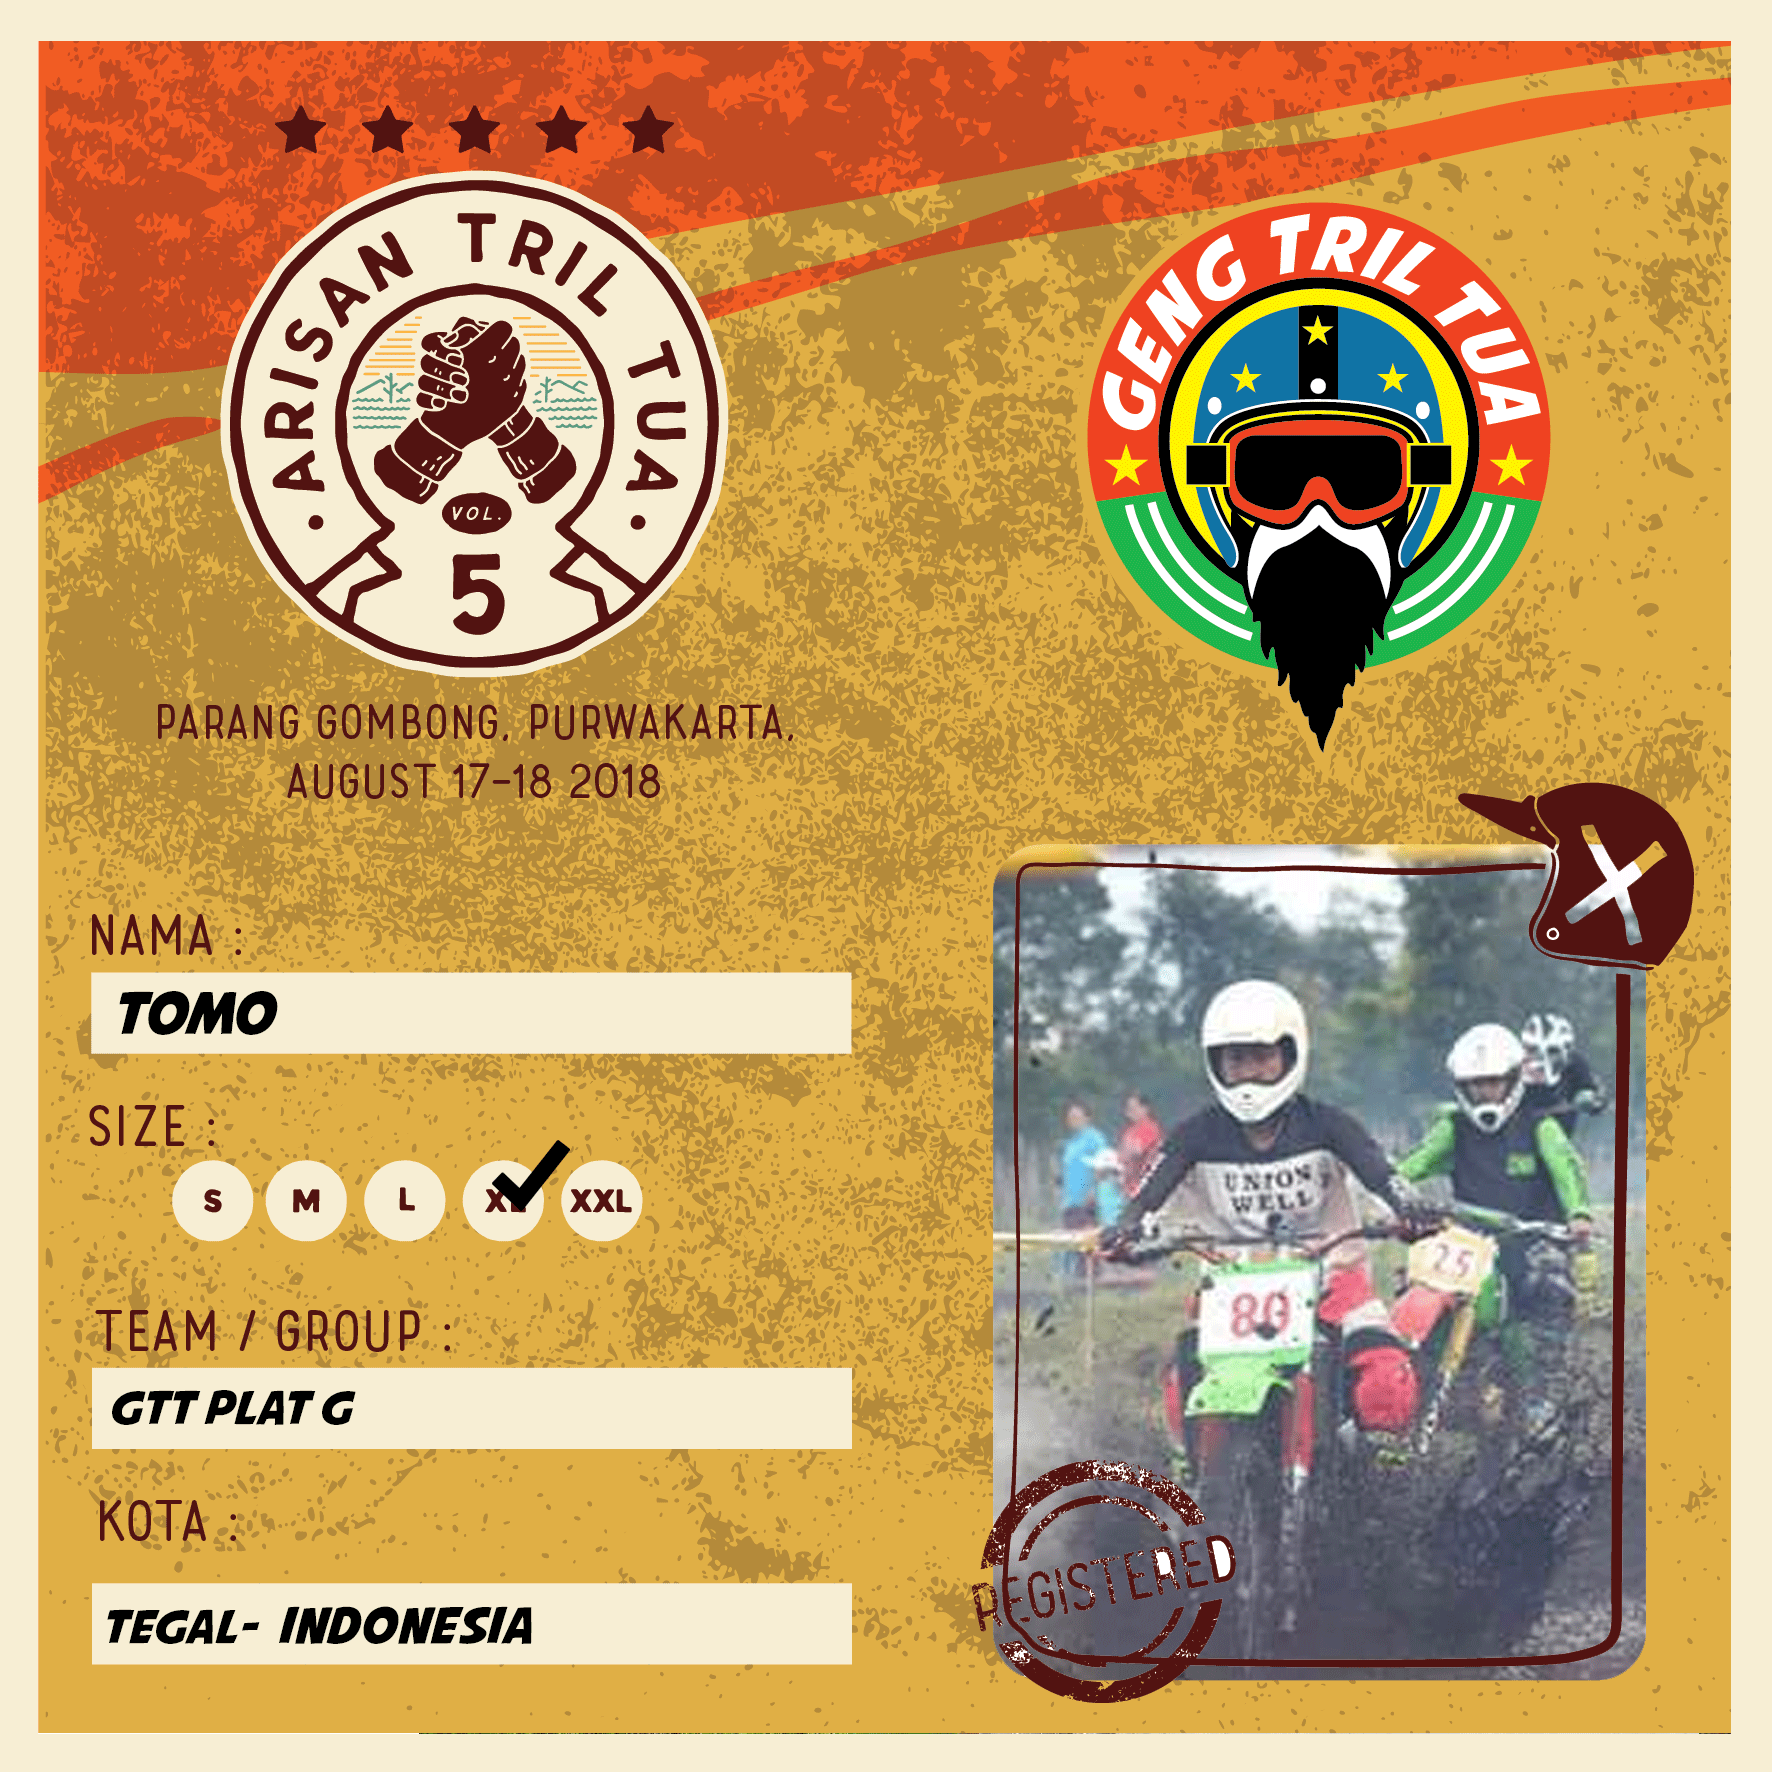 ARISAN TRIL TUA
VOL.
5
GENG TRIL TUA
PARANG GOMBONG, PURWAKARTA,
AUGUST 17-18 2018
NAMA :
TOMO
SIZE :
S M L XL XXL
TEAM / GROUP :
GTT PLAT G
KOTA :
TEGAL- INDONESIA
UNION
WELL
25
80
REGISTERED